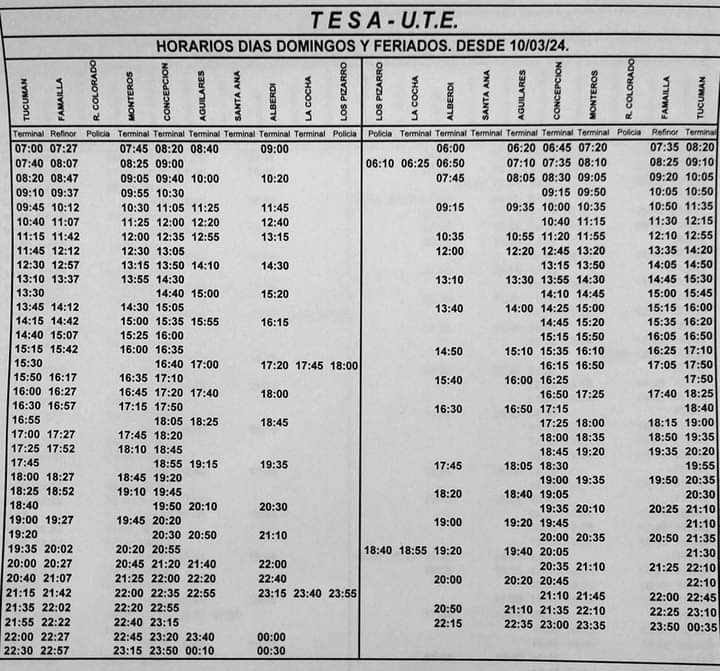 TESA - U.T.E.
HORARIOS DIAS DOMINGOS Y FERIADOS. DESDE 10/03/24.
TUCUMAN FAMAILLA R. COLORADO MONTEROS CONCEPCION AGUILARES SANTA ANA ALBERDI LA COCHA LOS PIZARRO
Terminal Refinor Policia Terminal Terminal Terminal Terminal Terminal Terminal Policia
07:00 07:27 07:45 08:20 08:40 09:00
07:40 08:07 08:25 09:00
08:20 08:47 09:05 09:40 10:00 10:20
09:10 09:37 09:55 10:30
09:45 10:12 10:30 11:05 11:25 11:45
10:40 11:07 11:25 12:00 12:20 12:40
11:15 11:42 12:00 12:35 12:55 13:15
11:45 12:12 12:30 13:05
12:30 12:57 13:15 13:50 14:10 14:30
13:10 13:37 13:55 14:30
13:30 14:40 15:00 15:20
13:45 14:12 14:30 15:05
14:15 14:42 15:00 15:35 15:55 16:15
14:40 15:07 15:25 16:00
15:15 15:42 16:00 16:35
15:30 16:40 17:00 17:20 17:45 18:00
15:50 16:17 16:35 17:10
16:00 16:27 16:45 17:20 17:40 18:00
16:30 16:57 17:15 17:50
16:55 18:05 18:25 18:45
17:00 17:27 17:45 18:20
17:25 17:52 18:10 18:45
17:45 18:55 19:15 19:35
18:00 18:27 18:45 19:20
18:25 18:52 19:10 19:45
18:40 19:50 20:10 20:30
19:00 19:27 19:45 20:20
19:20 20:30 20:50 21:10
19:35 20:02 20:20 20:55
20:00 20:27 20:45 21:20 21:40 22:00
20:40 21:07 21:25 22:00 22:20 22:40
21:15 21:42 22:00 22:35 22:55 23:15 23:40 23:55
21:35 22:02 22:20 22:55
21:55 22:22 22:40 23:15
22:00 22:27 22:45 23:20 23:40 00:00
22:30 22:57 23:15 23:50 00:10 00:30
LOS PIZARRO LA COCHA ALBERDI SANTA ANA AGUILARES CONCEPCION MONTEROS R. COLORADO FAMAILLA TUCUMAN
Policia Terminal Terminal Terminal Terminal Terminal Terminal Policia Refinor Terminal
06:00 06:20 06:45 07:20 07:35 08:20
06:10 06:25 06:50 07:10 07:35 08:10 08:25 09:10
07:45 08:05 08:30 09:05 09:20 10:05
09:15 09:50 10:05 10:50
09:15 09:35 10:00 10:35 10:50 11:35
10:40 11:15 11:30 12:15
10:35 10:55 11:20 11:55 12:10 12:55
12:00 12:20 12:45 13:20 13:35 14:20
13:15 13:50 14:05 14:50
13:10 13:30 13:55 14:30 14:45 15:30
14:10 14:45 15:00 15:45
13:40 14:00 14:25 15:00 15:15 16:00
14:45 15:20 15:35 16:20
15:15 15:50 16:05 16:50
14:50 15:10 15:35 16:10 16:25 17:10
16:15 16:50 17:05 17:50
15:40 16:00 16:25 17:50
16:50 17:25 17:40 18:25
16:30 16:50 17:15 18:40
17:25 18:00 18:15 19:00
18:00 18:35 18:50 19:35
18:45 19:20 19:35 20:20
17:45 18:05 18:30 19:55
19:00 19:35 19:50 20:35
18:20 18:40 19:05 20:30
19:35 20:10 20:25 21:10
19:00 19:20 19:45 21:10
20:00 20:35 20:50 21:35
18:40 18:55 19:20 19:40 20:05 21:30
20:35 21:10 21:25 22:10
20:00 20:20 20:45 22:10
21:10 21:45 22:00 22:45
20:50 21:10 21:35 22:10 22:25 23:10
22:15 22:35 23:00 23:35 23:50 00:35